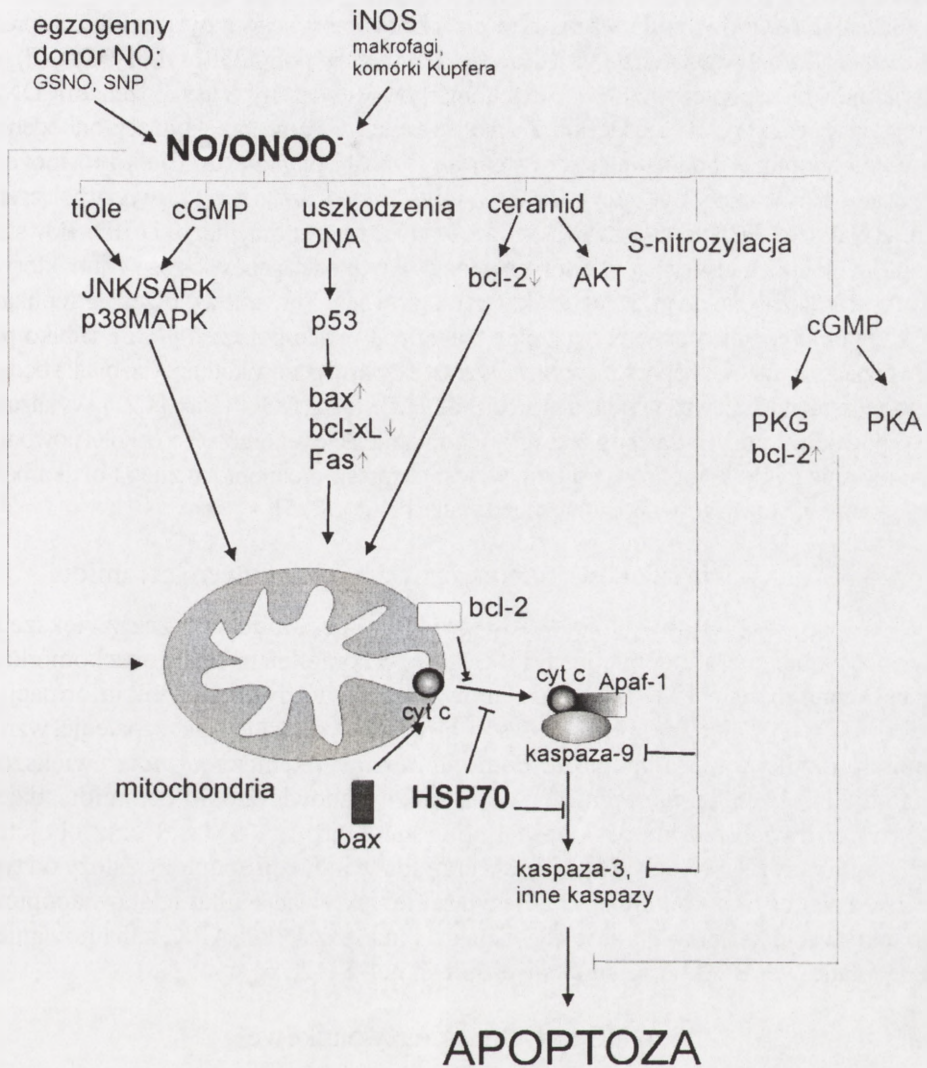 egzogenny
donor NO:
GSNO, SNP
iNOS
makrofagi,
komórki Kupfera
NO/ONOO⁻
tiole
cGMP
uszkodzenia
DNA
ceramid
S-nitrozylacja
JNK/SAPK
p38MAPK
bcl-2↓
AKT
p53
cGMP
bax↑
bcl-xL↓
Fas↑
PKG
bcl-2↑
PKA
bcl-2
cyt c
cyt c
Apaf-1
kaspaza-9
mitochondria
HSP70
bax
kaspaza-3,
inne kaspazy
APOPTOZA